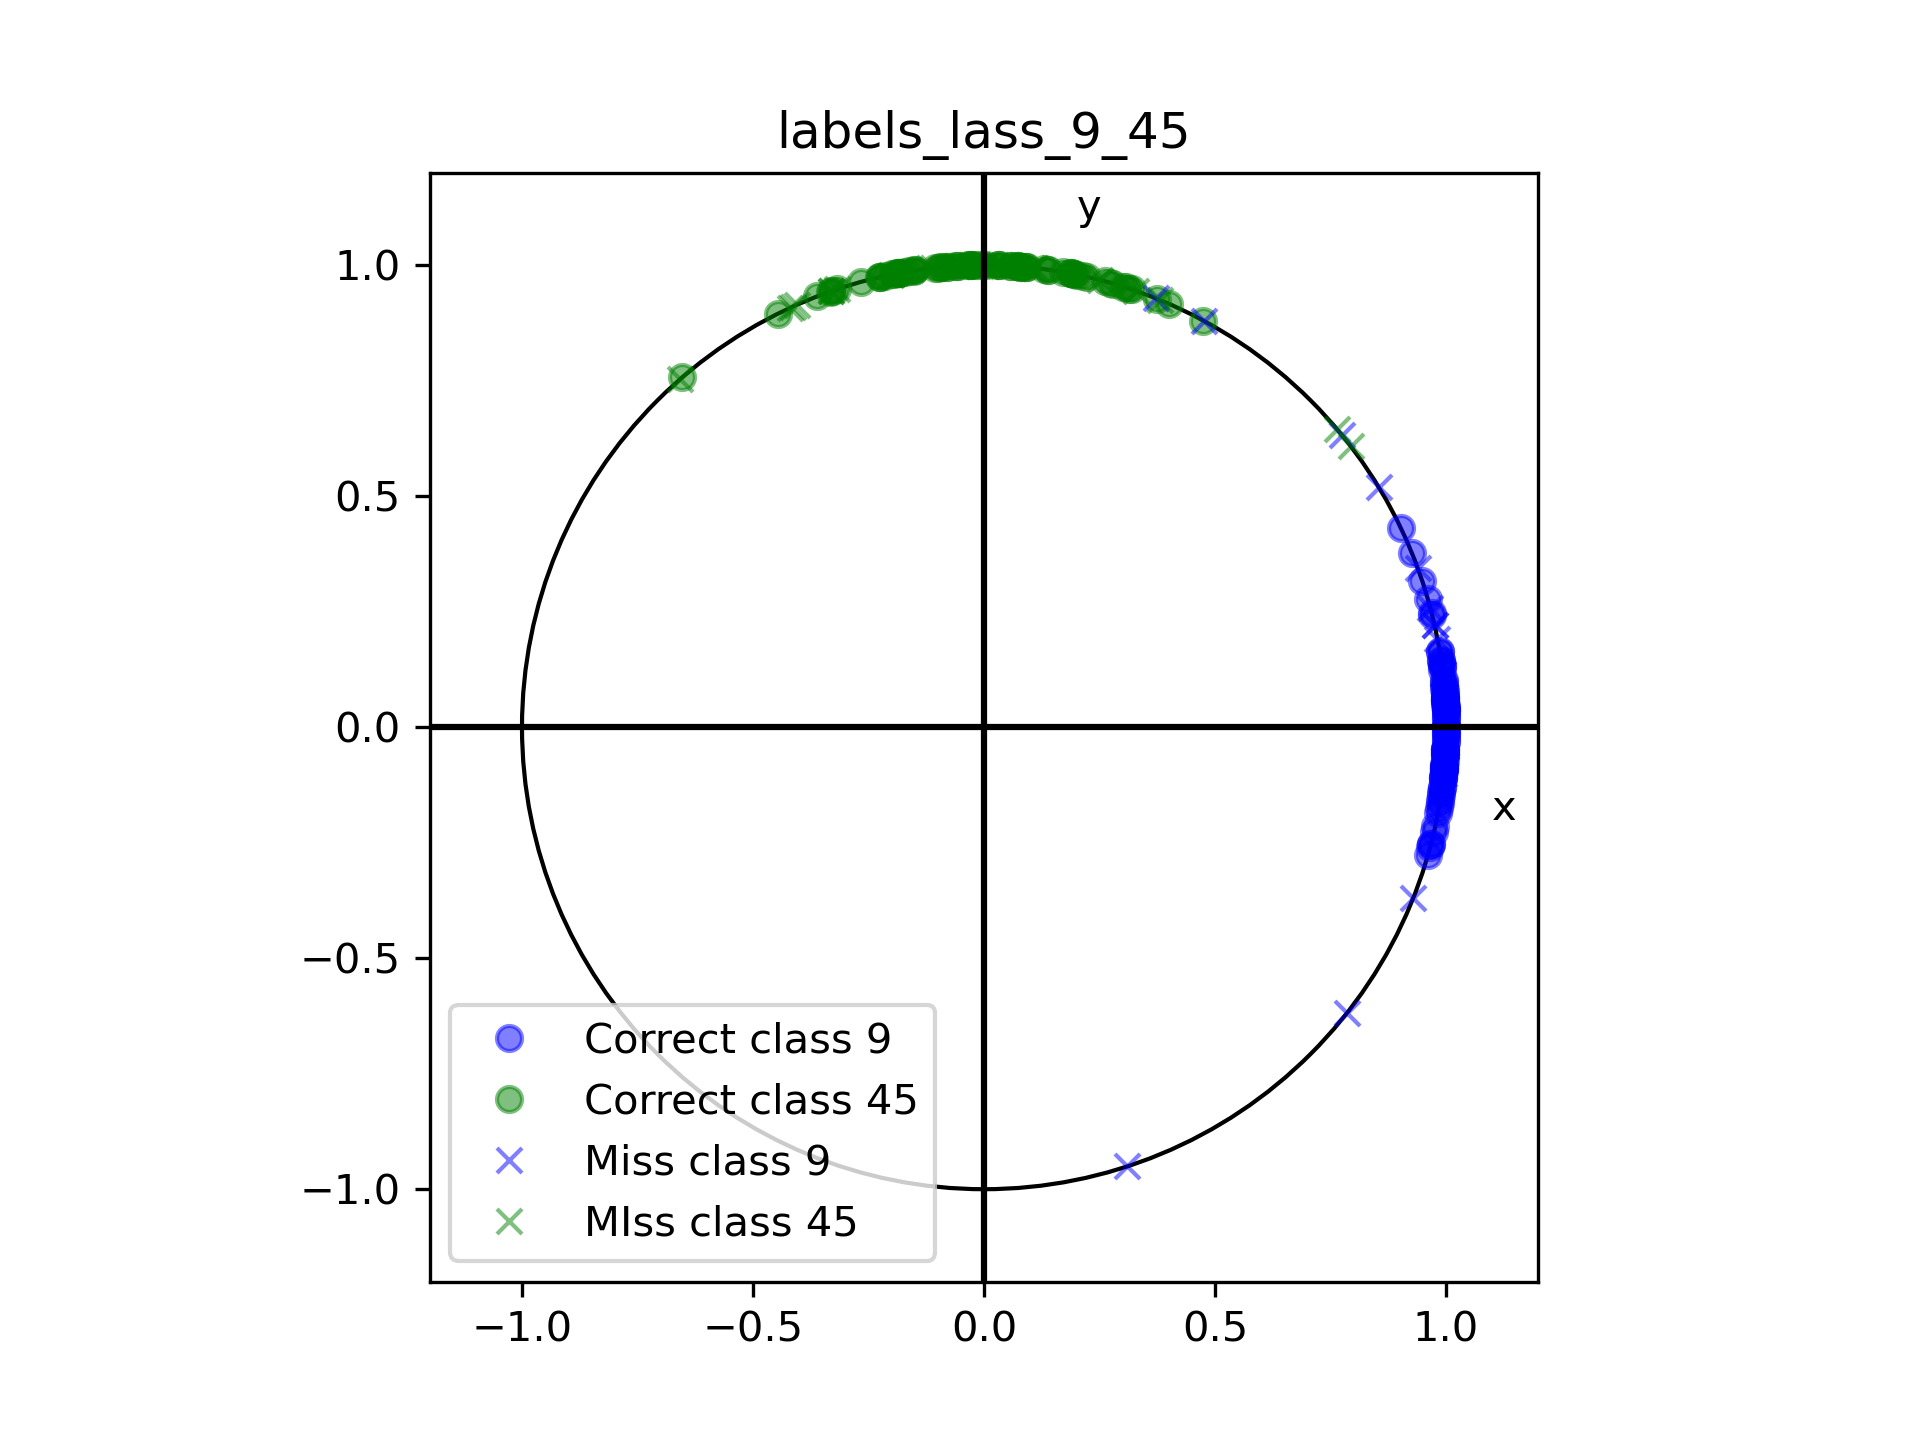 labels_lass_9_45
y
1.0
0.5
0.0
x
−0.5
−1.0
Correct class 9
Correct class 45
Miss class 9
MIss class 45
−1.0 −0.5 0.0 0.5 1.0